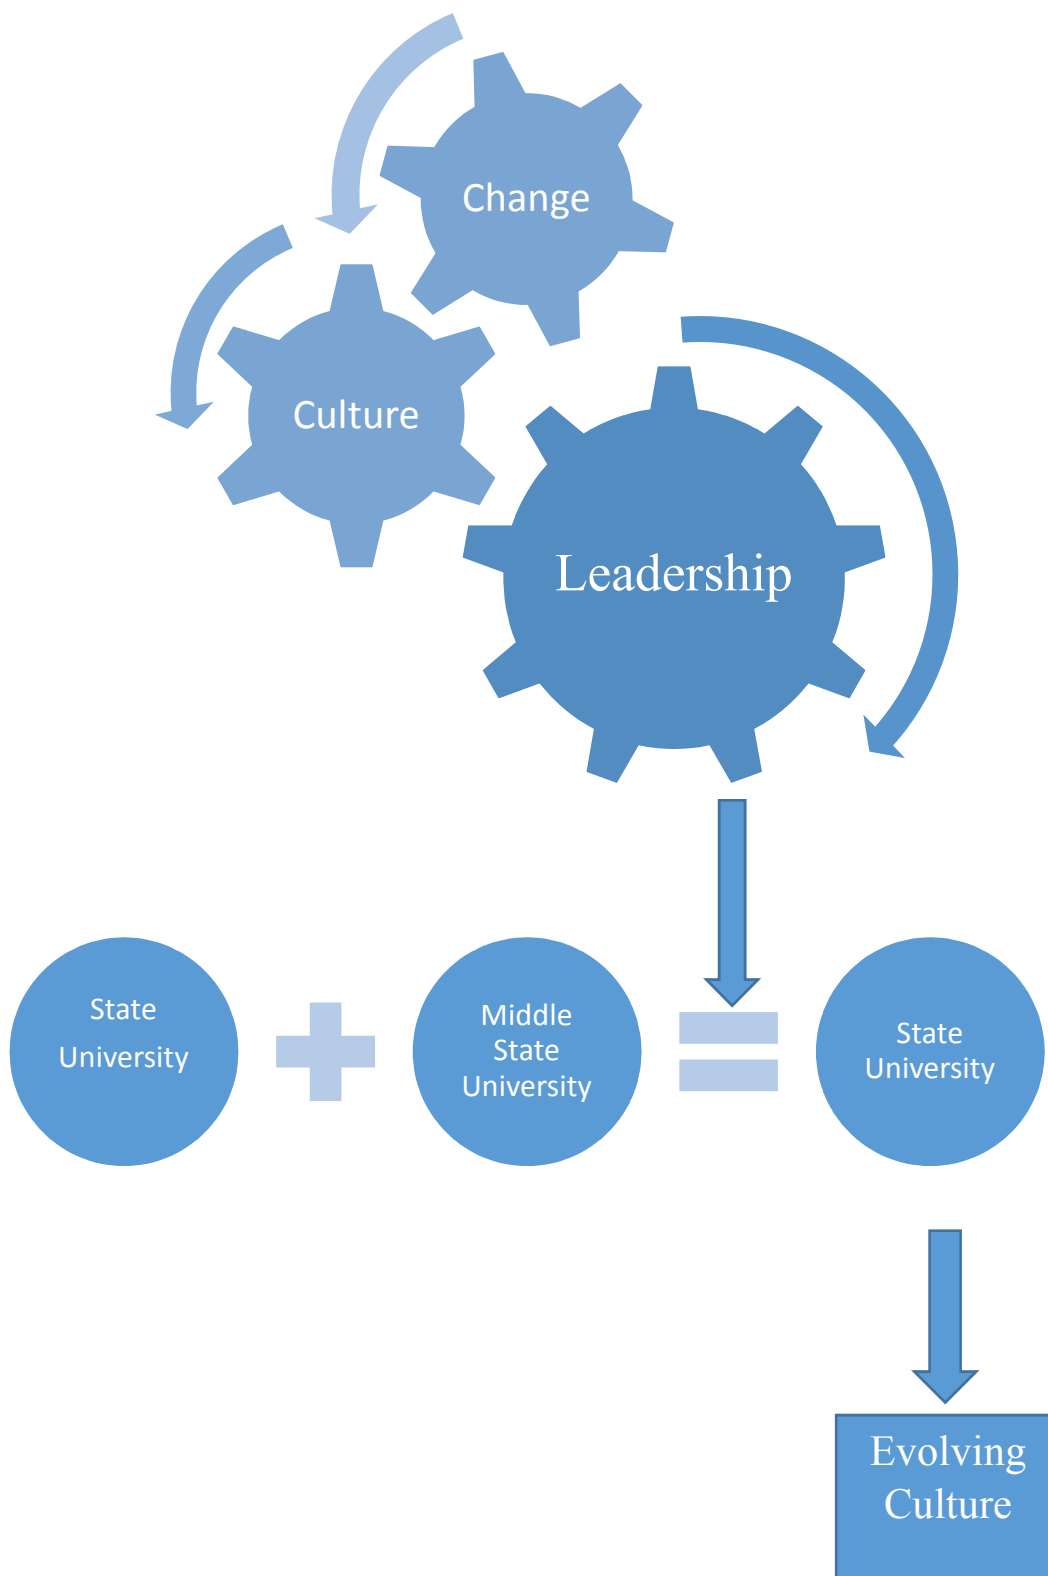 Change
Culture
Leadership
State
University
Middle
State
University
State
University
Evolving
Culture